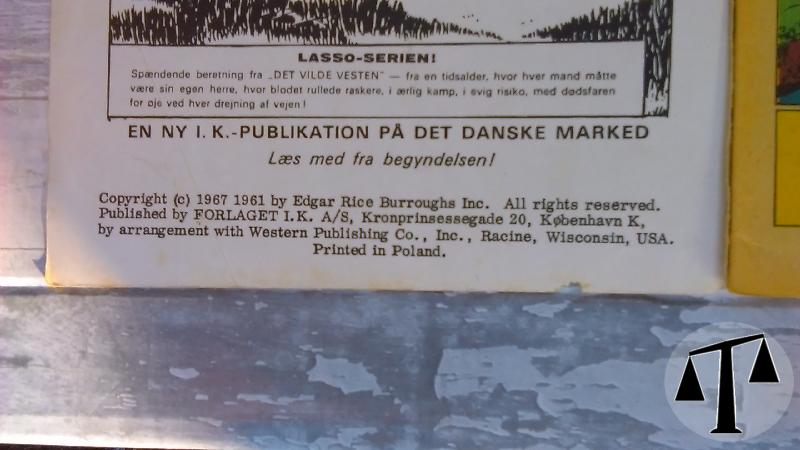 LASSO-SERIEN!
Spændende beretning fra „DET VILDE VESTEN" — fra en tidsalder, hvor hver mand måtte
være sin egen herre, hvor blodet rullede raskere, i ærlig kamp, i evig risiko, med dødsfaren
for øje ved hver drejning af vejen!
EN NY I. K.-PUBLIKATION PÅ DET DANSKE MARKED
Læs med fra begyndelsen!
Copyright (c) 1967 1961 by Edgar Rice Burroughs Inc. All rights reserved.
Published by FORLAGET I.K. A/S, Kronprinsessegade 20, København K,
by arrangement with Western Publishing Co., Inc., Racine, Wisconsin, USA.
Printed in Poland.